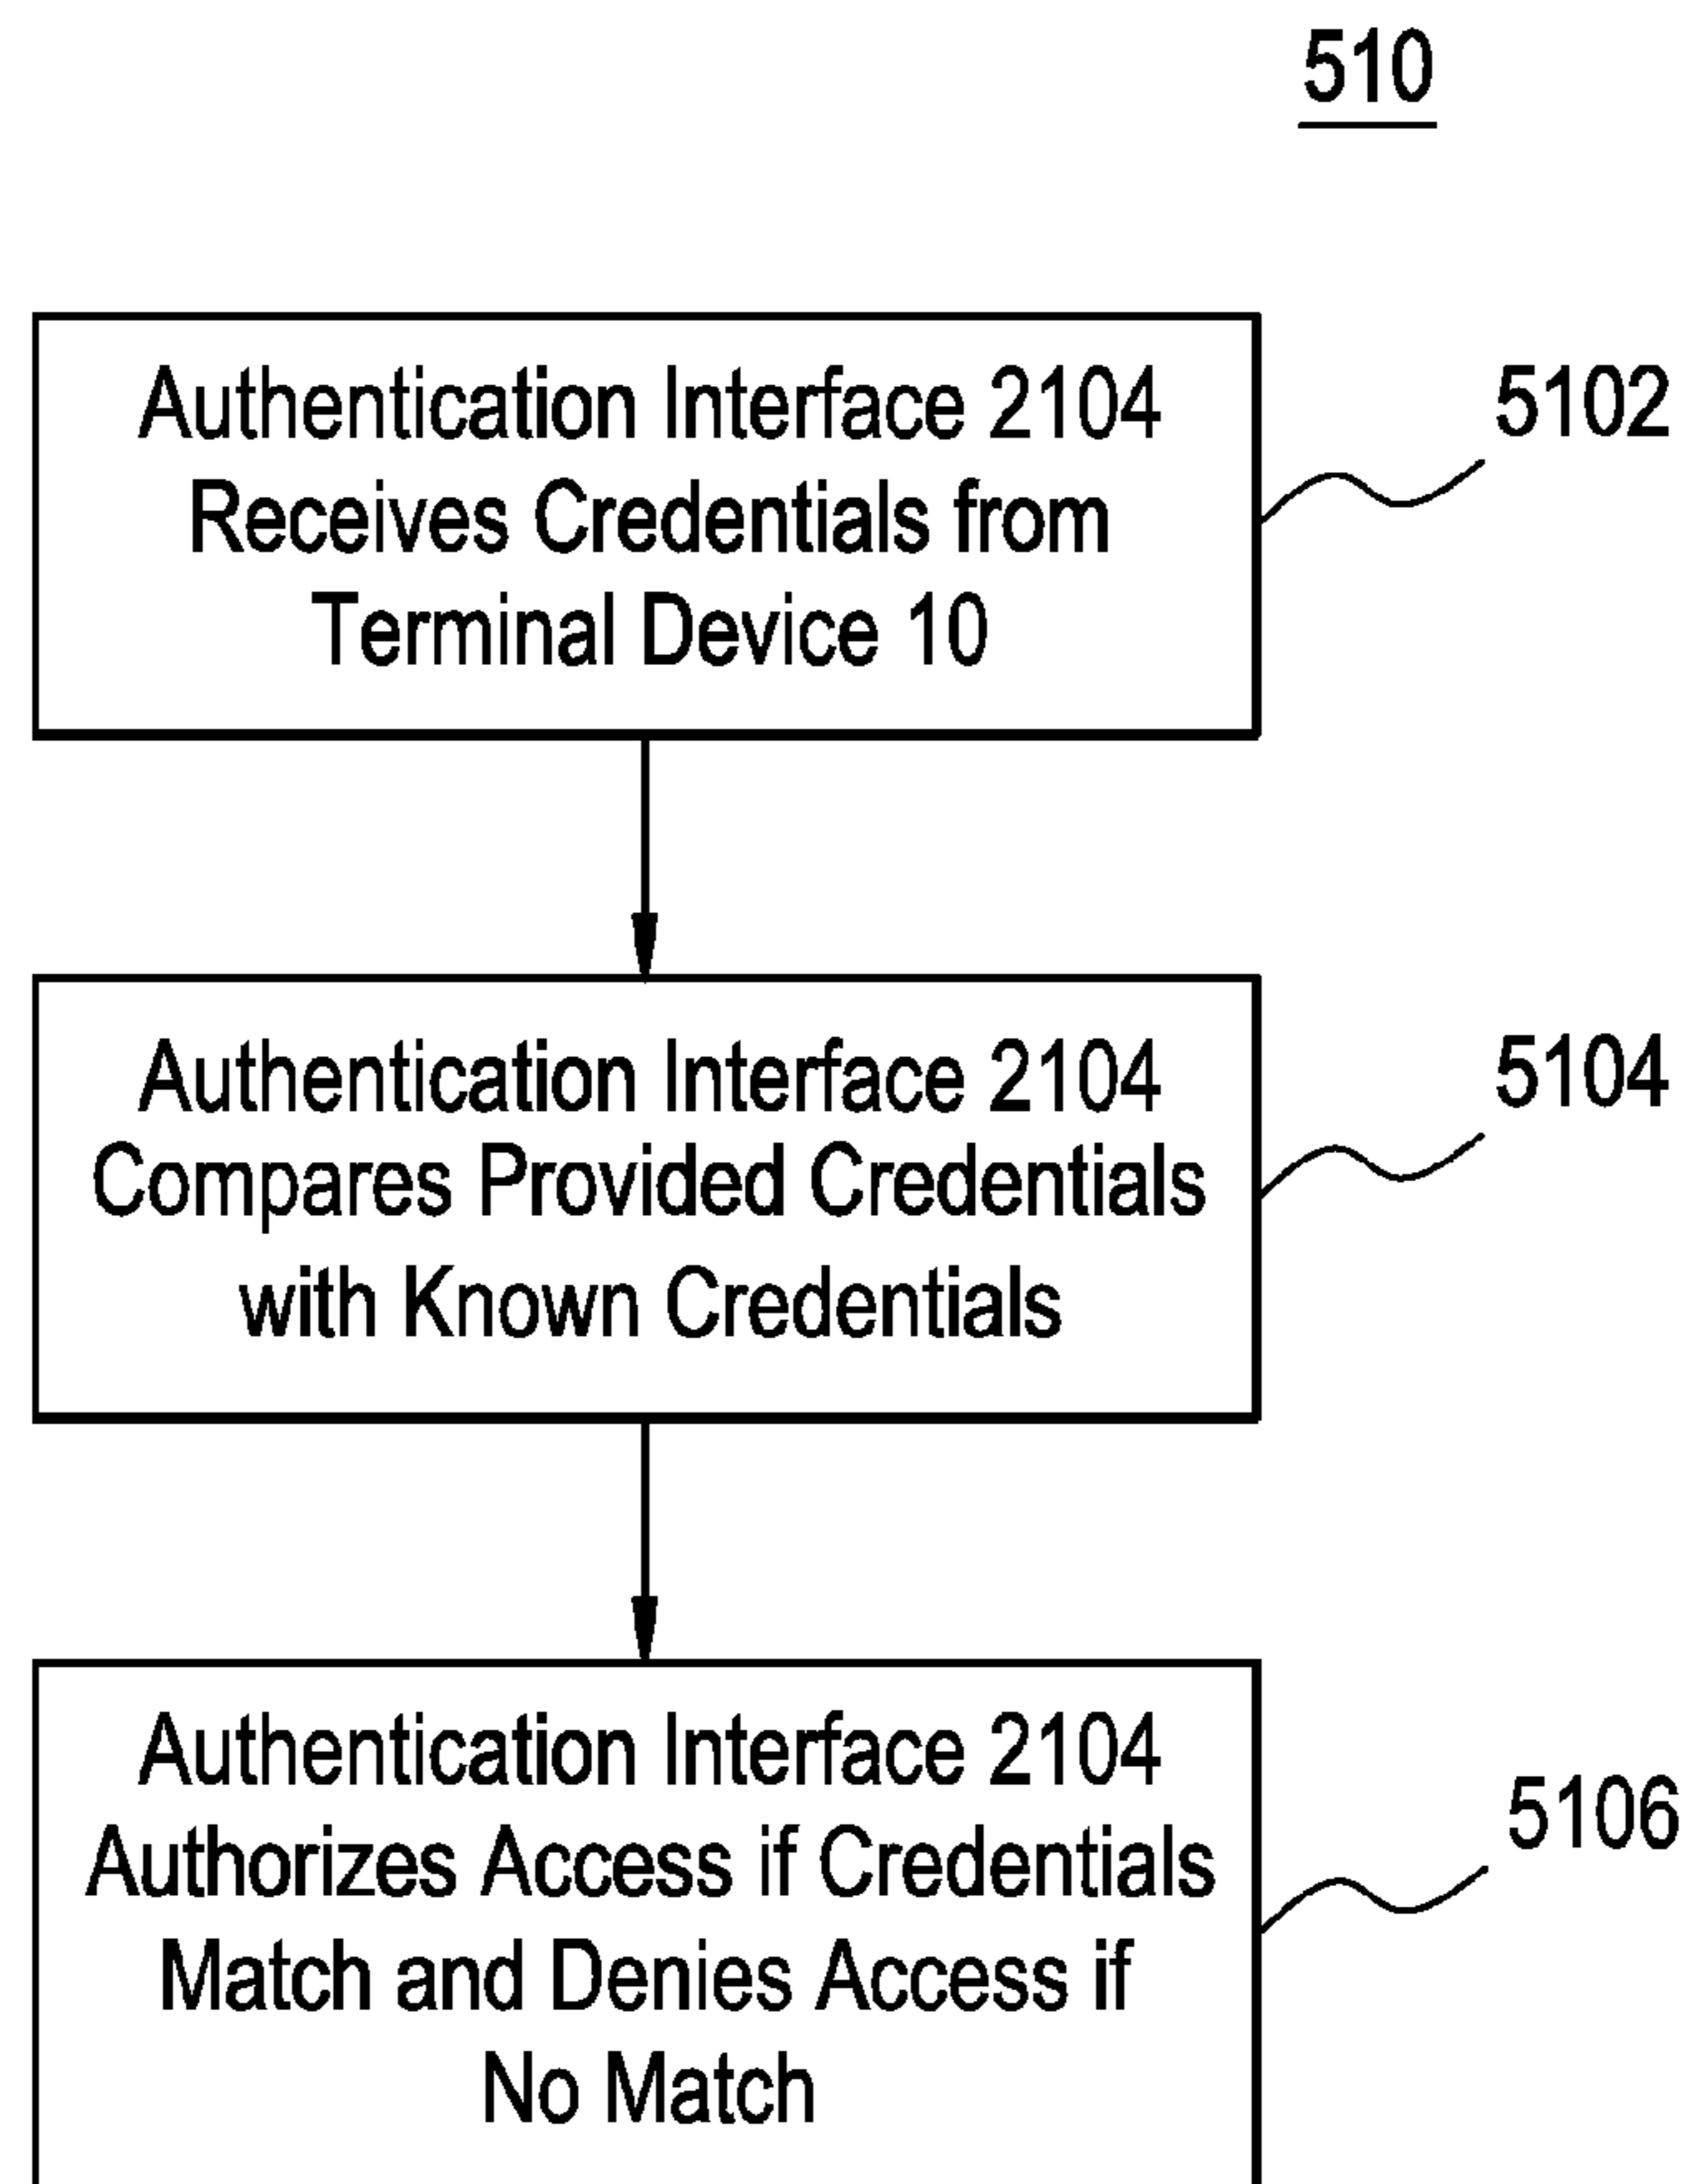 510
Authentication Interface 2104
Receives Credentials from
Terminal Device 10
5102
Authentication Interface 2104
Compares Provided Credentials
with Known Credentials
5104
Authentication Interface 2104
Authorizes Access if Credentials
Match and Denies Access if
No Match
5106